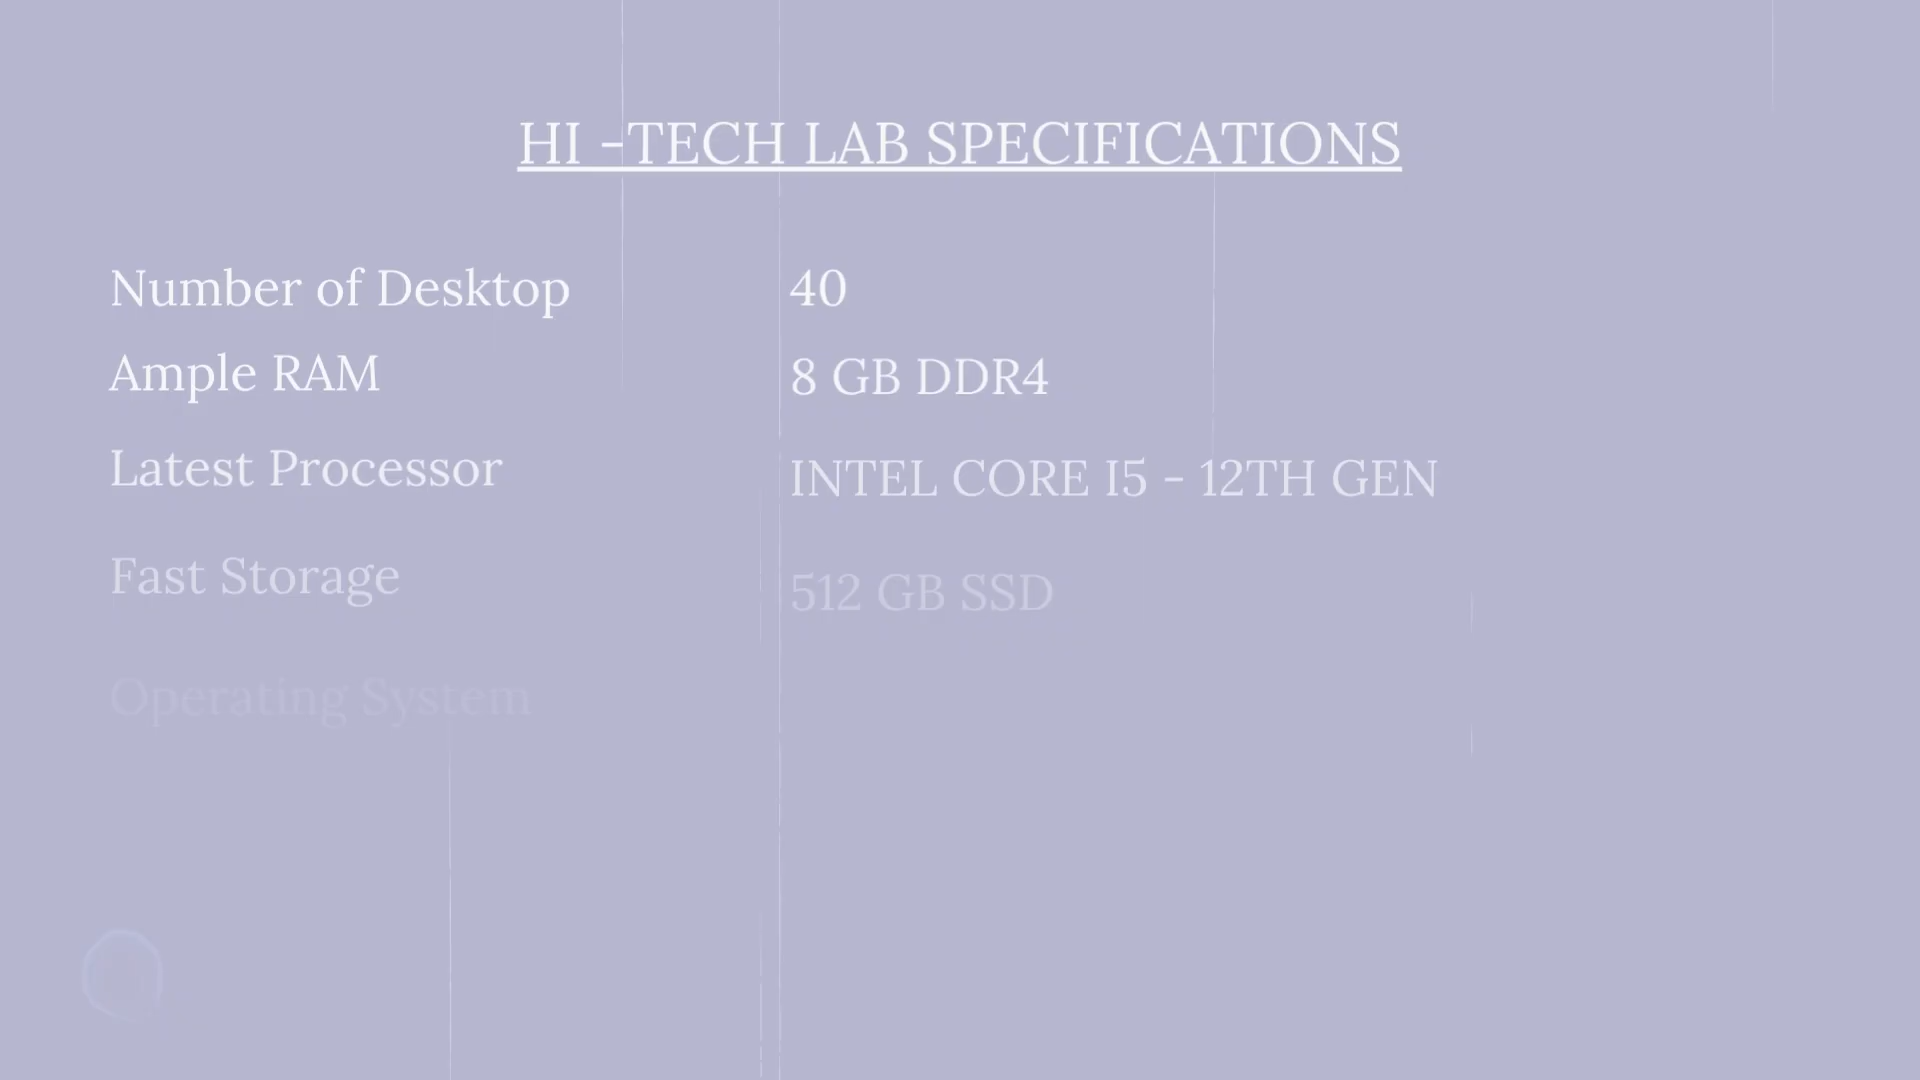 HI -TECH LAB SPECIFICATIONS
Number of Desktop 40
Ample RAM 8 GB DDR4
Latest Processor INTEL CORE I5 - 12TH GEN
Fast Storage 512 GB SSD
Operating System